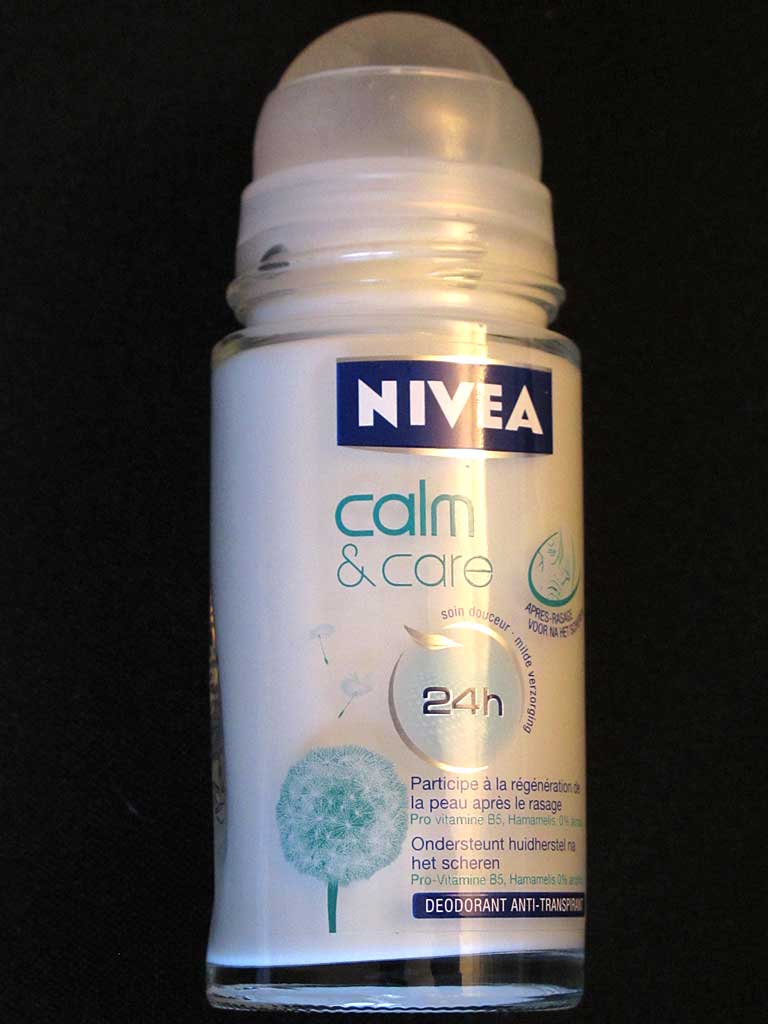 NIVEA
calm
& care
APRES-RASAGE
VOOR NA HET
soin douceur · milde verzorging
24h
Participe à la régénération de
la peau après le rasage
Pro vitamine B5, Hamamelis, 0%
Ondersteunt huidherstel na
het scheren
Pro-Vitamine B5, Hamamelis 0%
DEODORANT ANTI-TRANSPIRANT